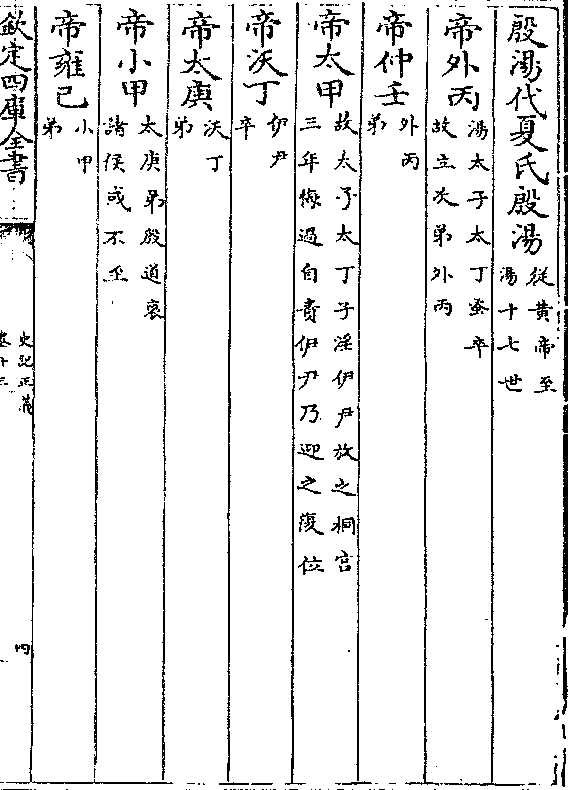 殷湯代夏氏殷湯從黃帝至湯十七世
帝外丙湯太子太丁蚤卒故立次弟外丙
帝仲壬外丙弟
帝太甲故太子太丁子淫伊尹放之桐宮三年悔過自責伊尹乃迎之復位
帝沃丁伊尹卒
帝太庚沃丁弟
帝小甲太庚弟殷道衰諸侯或不至
帝雍己小甲弟
欽定四庫全書
史記正義
卷十三
四